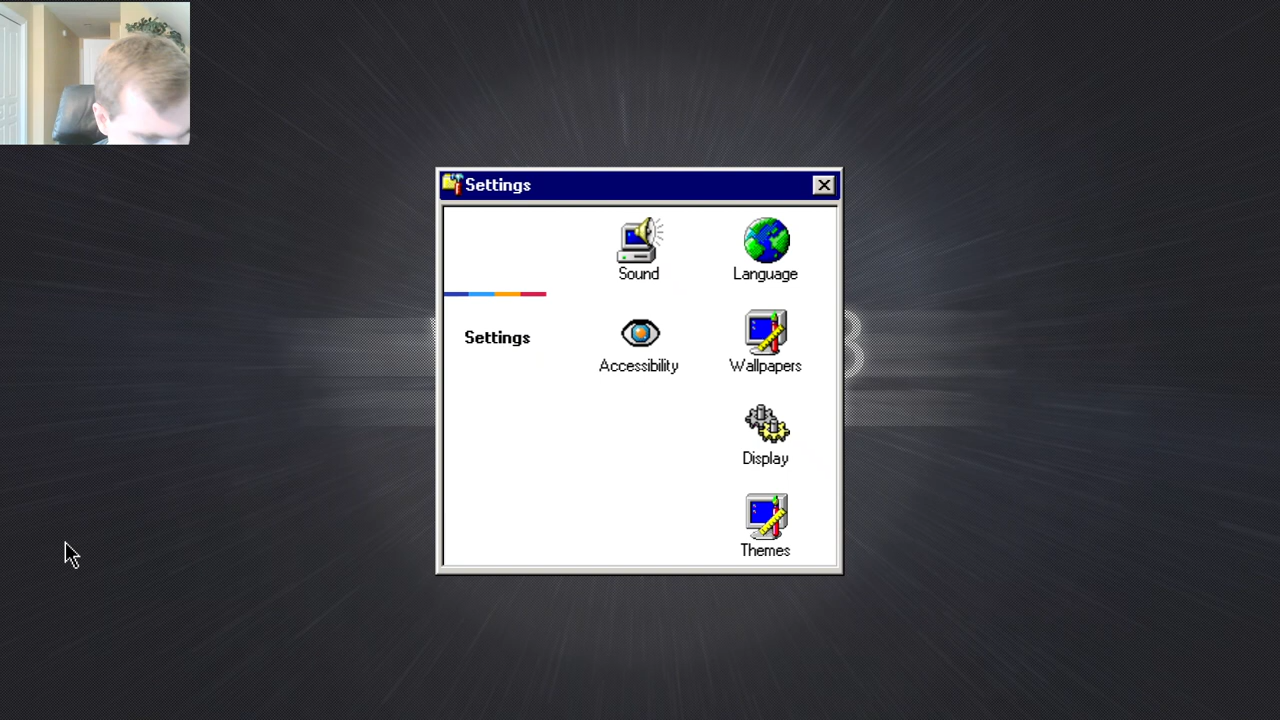 Settings
Sound
Language
Settings
Accessibility
Wallpapers
Display
Themes